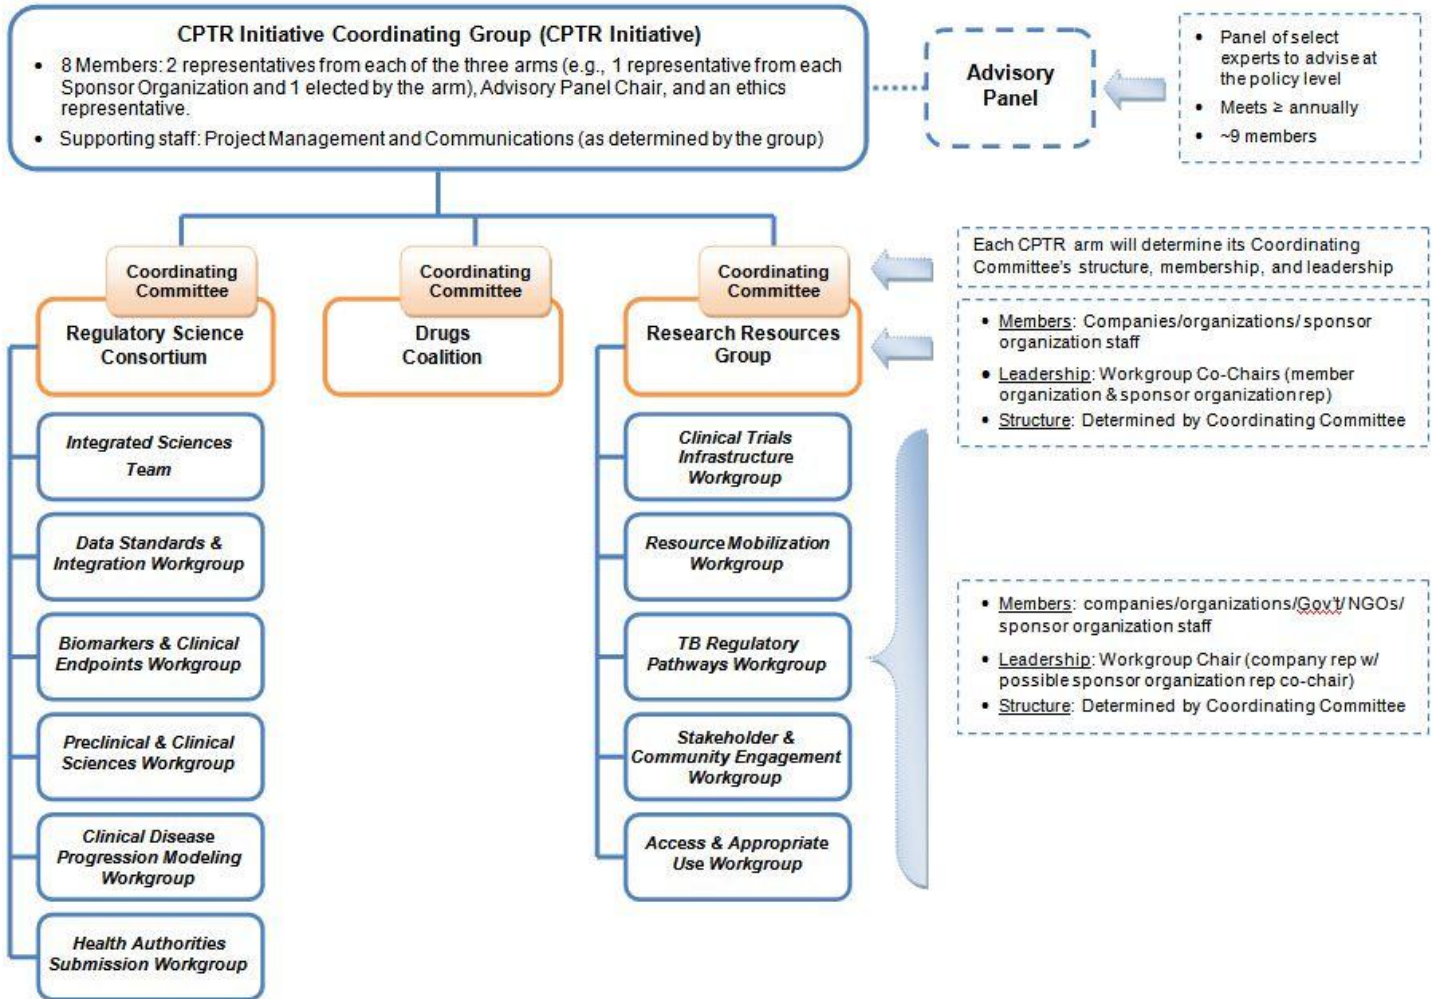 CPTR Initiative Coordinating Group (CPTR Initiative)
• 8 Members: 2 representatives from each of the three arms (e.g., 1 representative from each
Sponsor Organization and 1 elected by the arm), Advisory Panel Chair, and an ethics
representative.
• Supporting staff: Project Management and Communications (as determined by the group)
Advisory
Panel
• Panel of select
experts to advise at
the policy level
• Meets ≥ annually
• ~9 members
Coordinating
Committee
Regulatory Science
Consortium
Coordinating
Committee
Drugs
Coalition
Coordinating
Committee
Research Resources
Group
Each CPTR arm will determine its Coordinating
Committee's structure, membership, and leadership
• Members: Companies/organizations/ sponsor
organization staff
• Leadership: Workgroup Co-Chairs (member
organization & sponsor organization rep)
• Structure: Determined by Coordinating Committee
Integrated Sciences
Team
Data Standards &
Integration Workgroup
Biomarkers & Clinical
Endpoints Workgroup
Preclinical & Clinical
Sciences Workgroup
Clinical Disease
Progression Modeling
Workgroup
Health Authorities
Submission Workgroup
Clinical Trials
Infrastructure
Workgroup
Resource Mobilization
Workgroup
TB Regulatory
Pathways Workgroup
Stakeholder &
Community Engagement
Workgroup
Access & Appropriate
Use Workgroup
• Members: companies/organizations/Gov't/ NGOs/
sponsor organization staff
• Leadership: Workgroup Chair (company rep w/
possible sponsor organization rep co-chair)
• Structure: Determined by Coordinating Committee